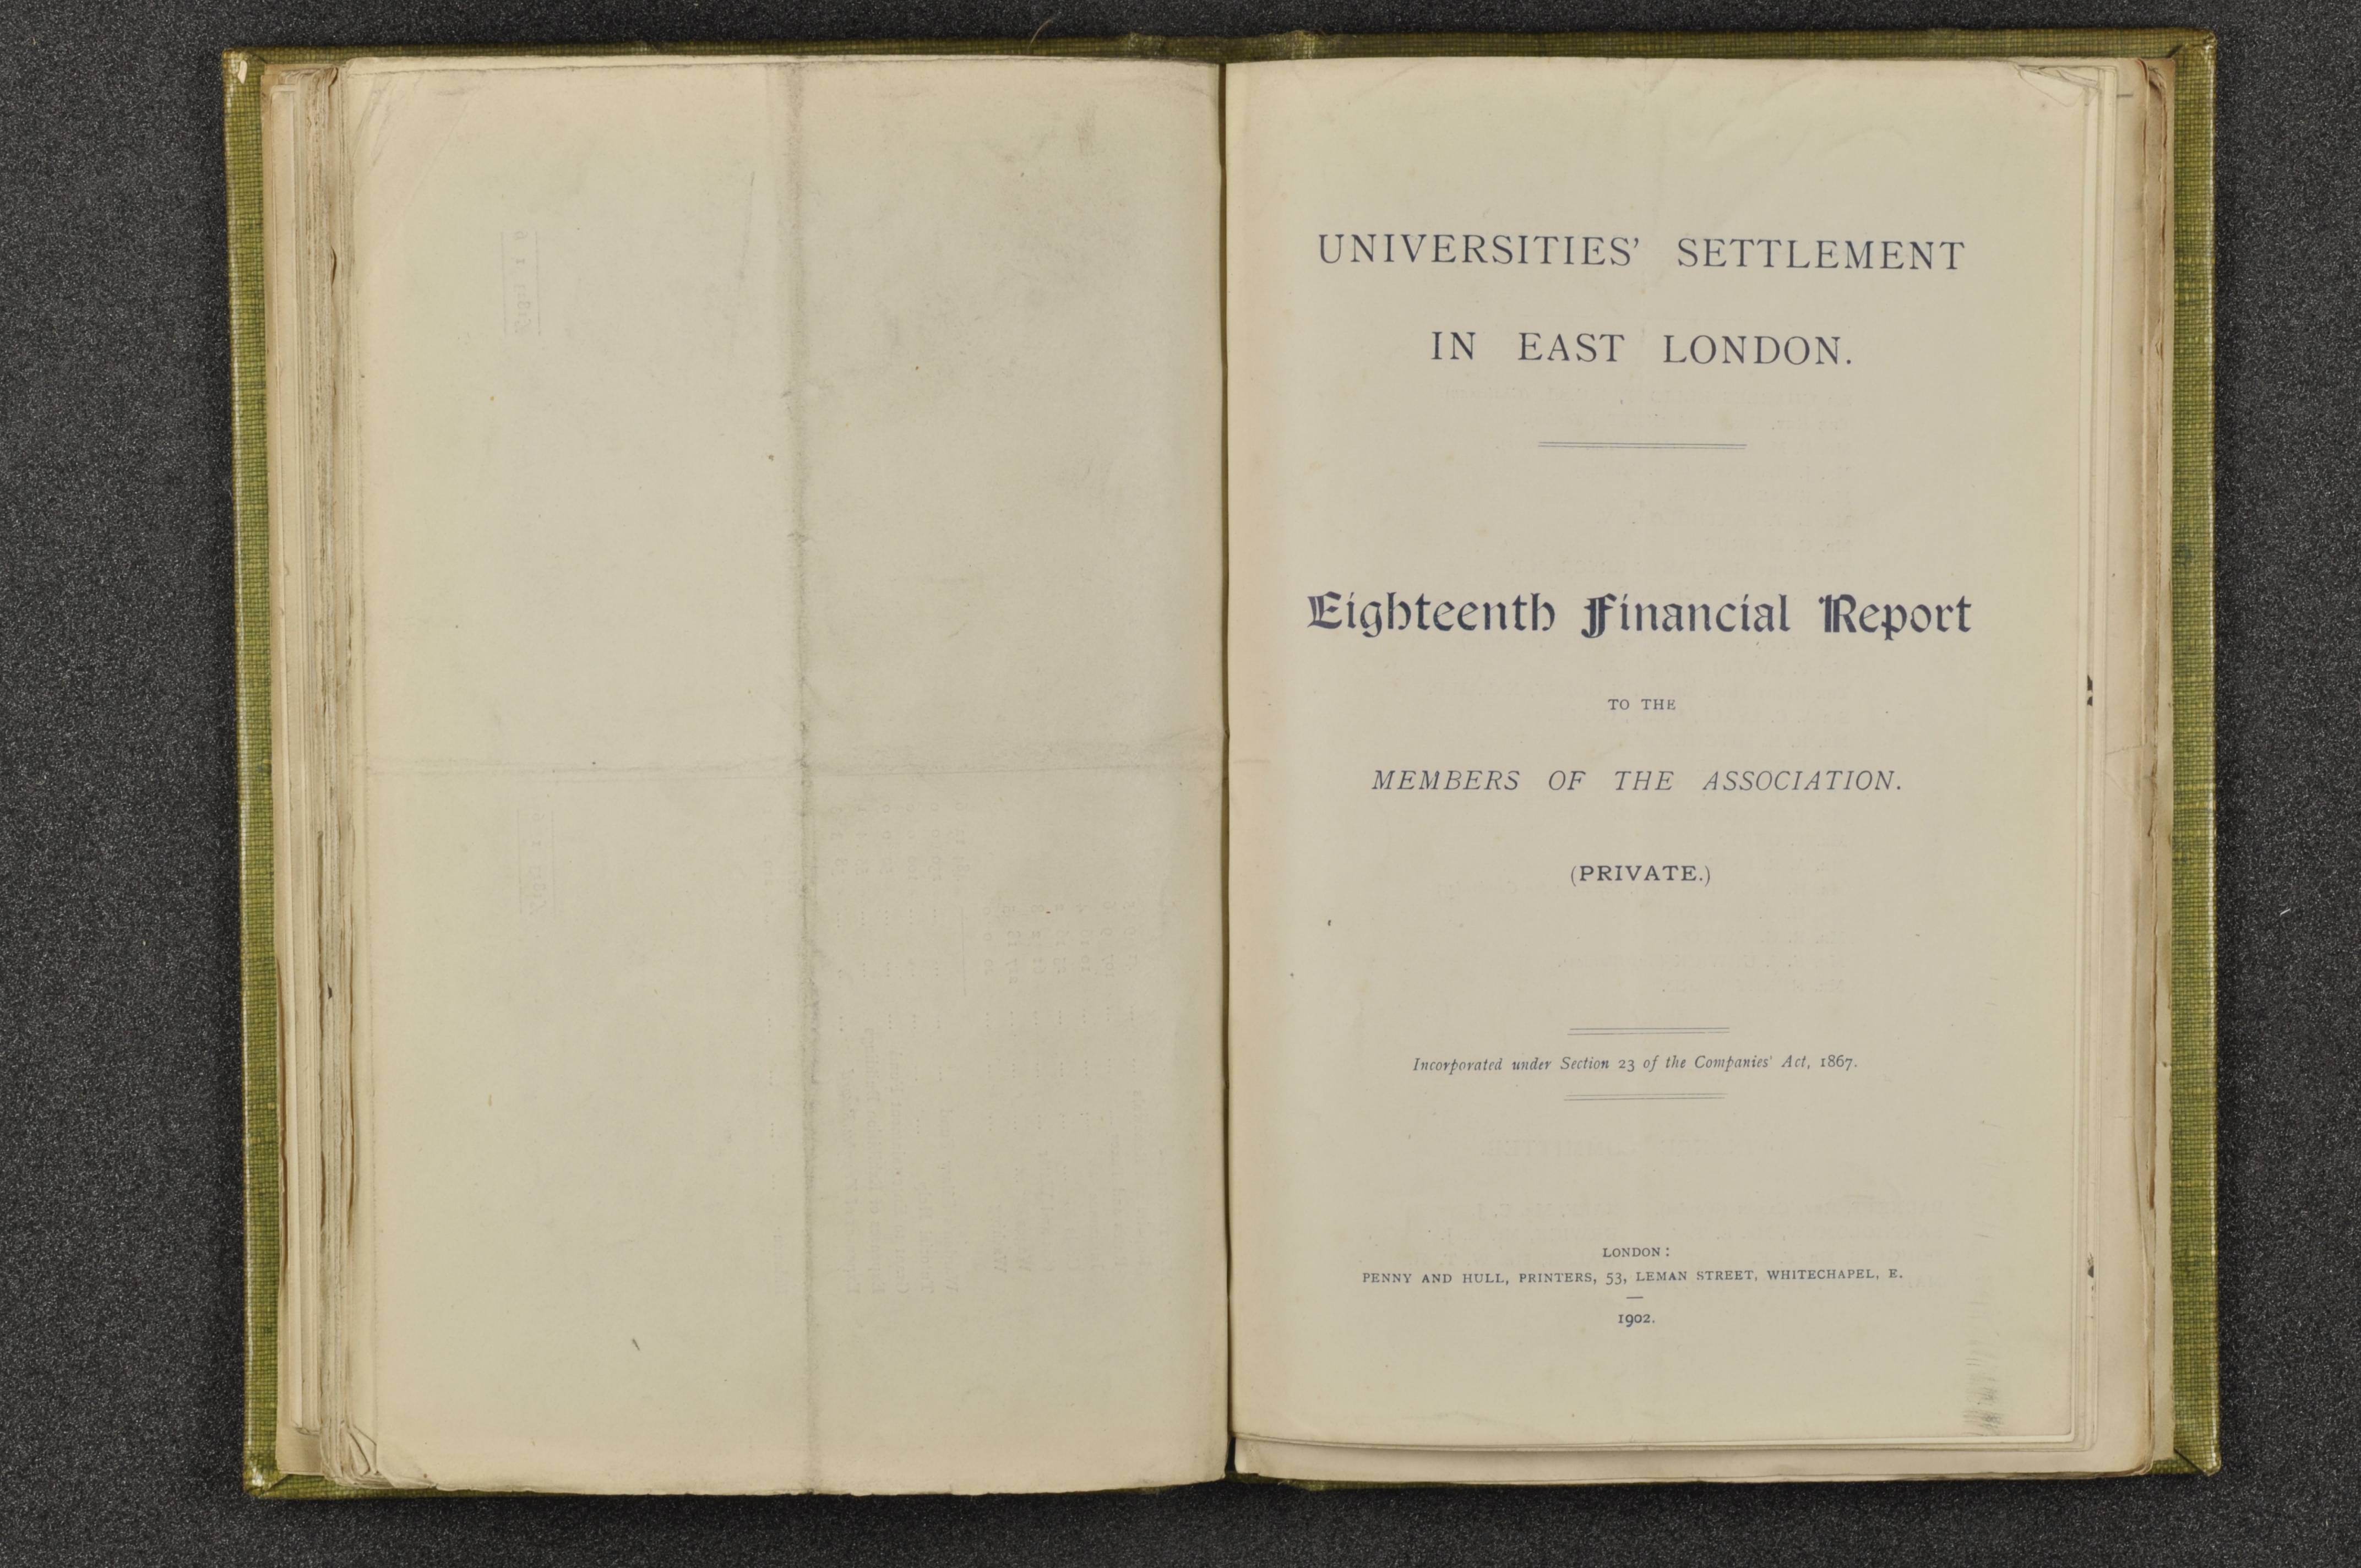 UNIVERSITIES' SETTLEMENT
IN EAST LONDON.
Eighteenth Financial Report
TO THE
MEMBERS OF THE ASSOCIATION.
(PRIVATE.)
Incorporated under Section 23 of the Companies' Act, 1867.
LONDON:
PENNY AND HULL, PRINTERS, 53, LEMAN STREET, WHITECHAPEL, E.
1902.